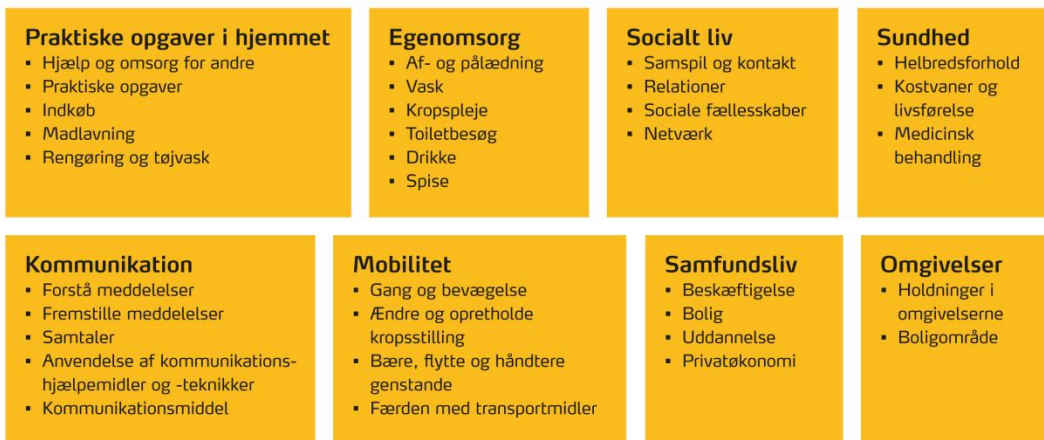 Praktiske opgaver i hjemmet
▪ Hjælp og omsorg for andre
▪ Praktiske opgaver
▪ Indkøb
▪ Madlavning
▪ Rengøring og tøjvask
Egenomsorg
▪ Af- og pålædning
▪ Vask
▪ Kropspleje
▪ Toiletbesøg
▪ Drikke
▪ Spise
Socialt liv
▪ Samspil og kontakt
▪ Relationer
▪ Sociale fællesskaber
▪ Netværk
Sundhed
▪ Helbredsforhold
▪ Kostvaner og
livsførelse
▪ Medicinsk
behandling
Kommunikation
▪ Forstå meddelelser
▪ Fremstille meddelelser
▪ Samtaler
▪ Anvendelse af kommunikations-
hjælpemidler og -teknikker
▪ Kommunikationsmiddel
Mobilitet
▪ Gang og bevægelse
▪ Ændre og opretholde
kropsstilling
▪ Bære, flytte og håndtere
genstande
▪ Færden med transportmidler
Samfundsliv
▪ Beskæftigelse
▪ Bolig
▪ Uddannelse
▪ Privatøkonomi
Omgivelser
▪ Holdninger i
omgivelserne
▪ Boligområde